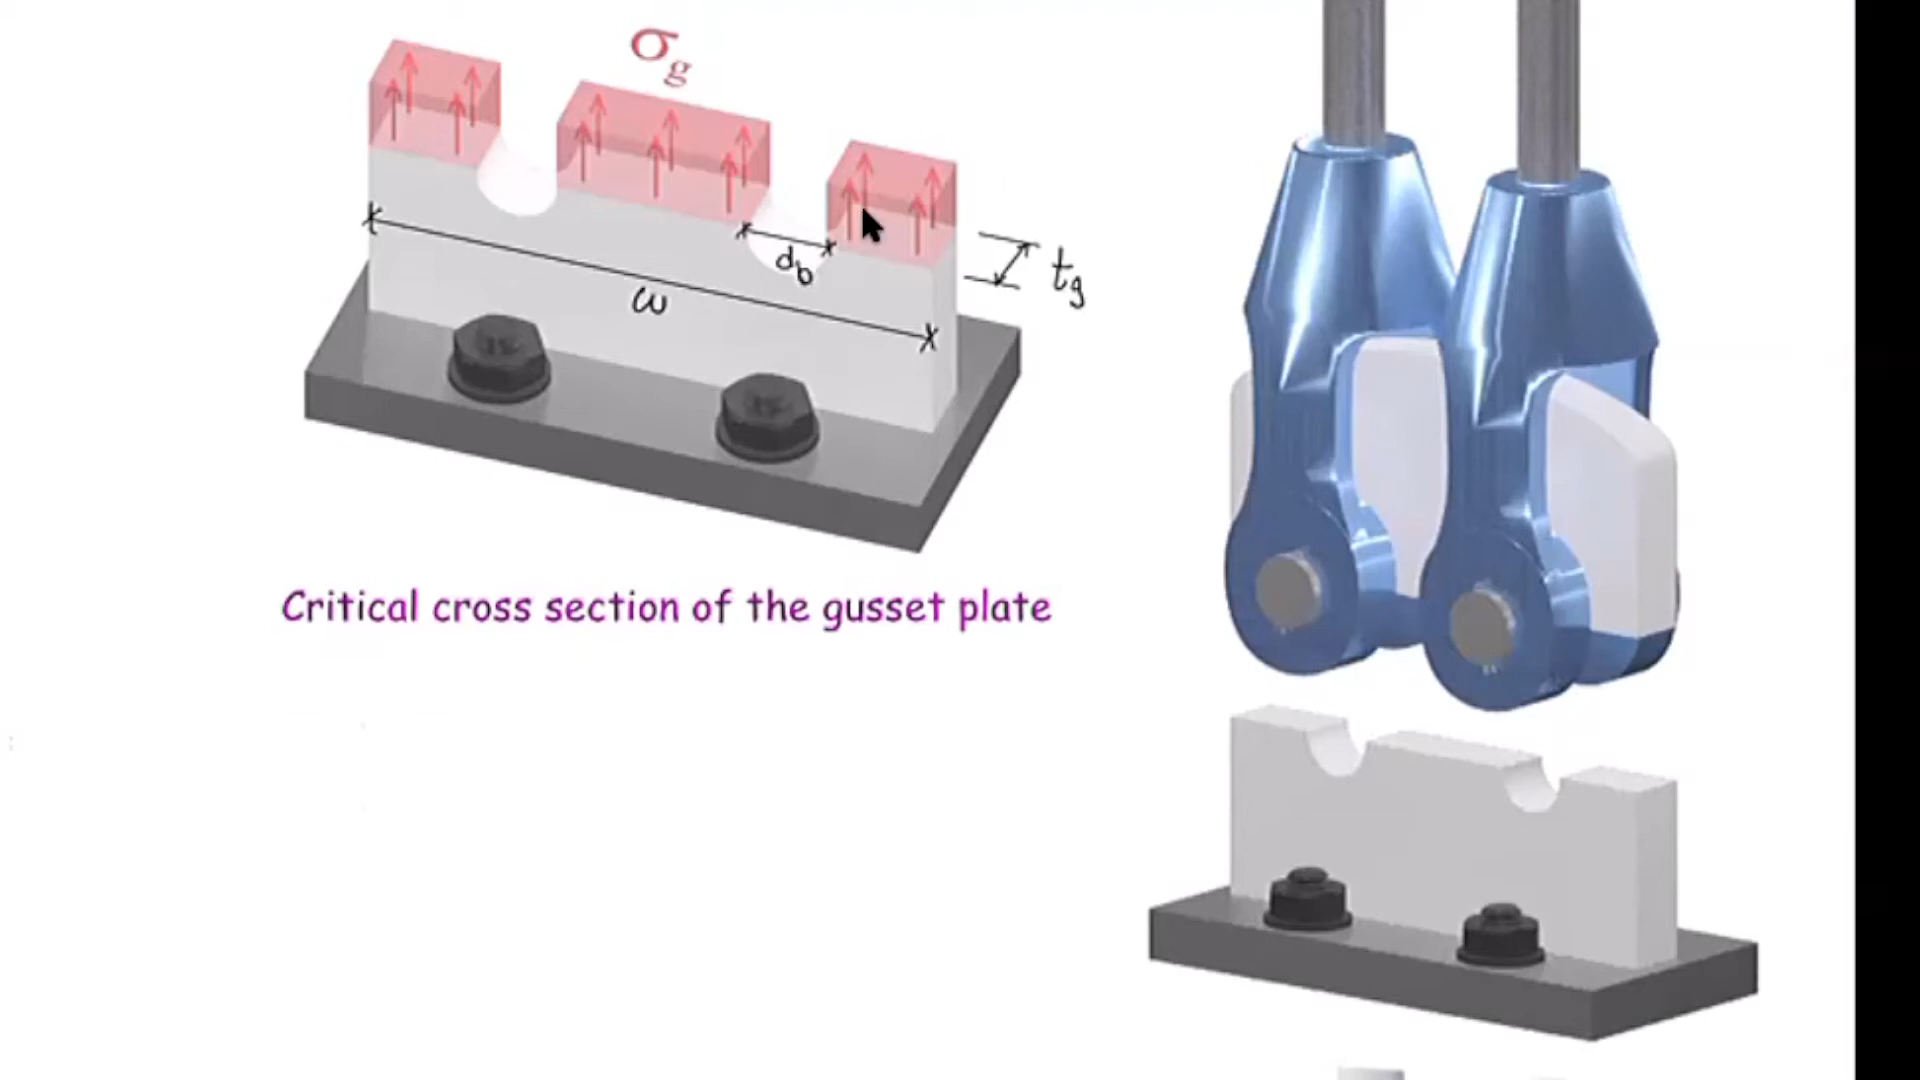 σg
db
ω
tg
Critical cross section of the gusset plate